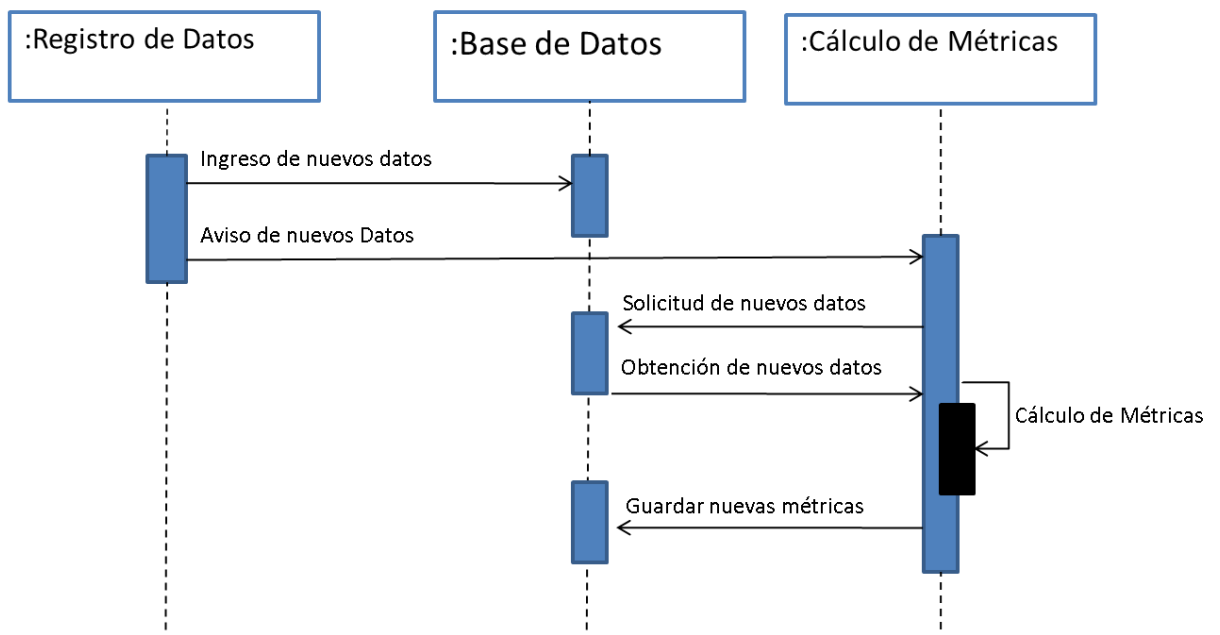 :Registro de Datos
:Base de Datos
:Cálculo de Métricas
Ingreso de nuevos datos
Aviso de nuevos Datos
Solicitud de nuevos datos
Obtención de nuevos datos
Cálculo de Métricas
Guardar nuevas métricas